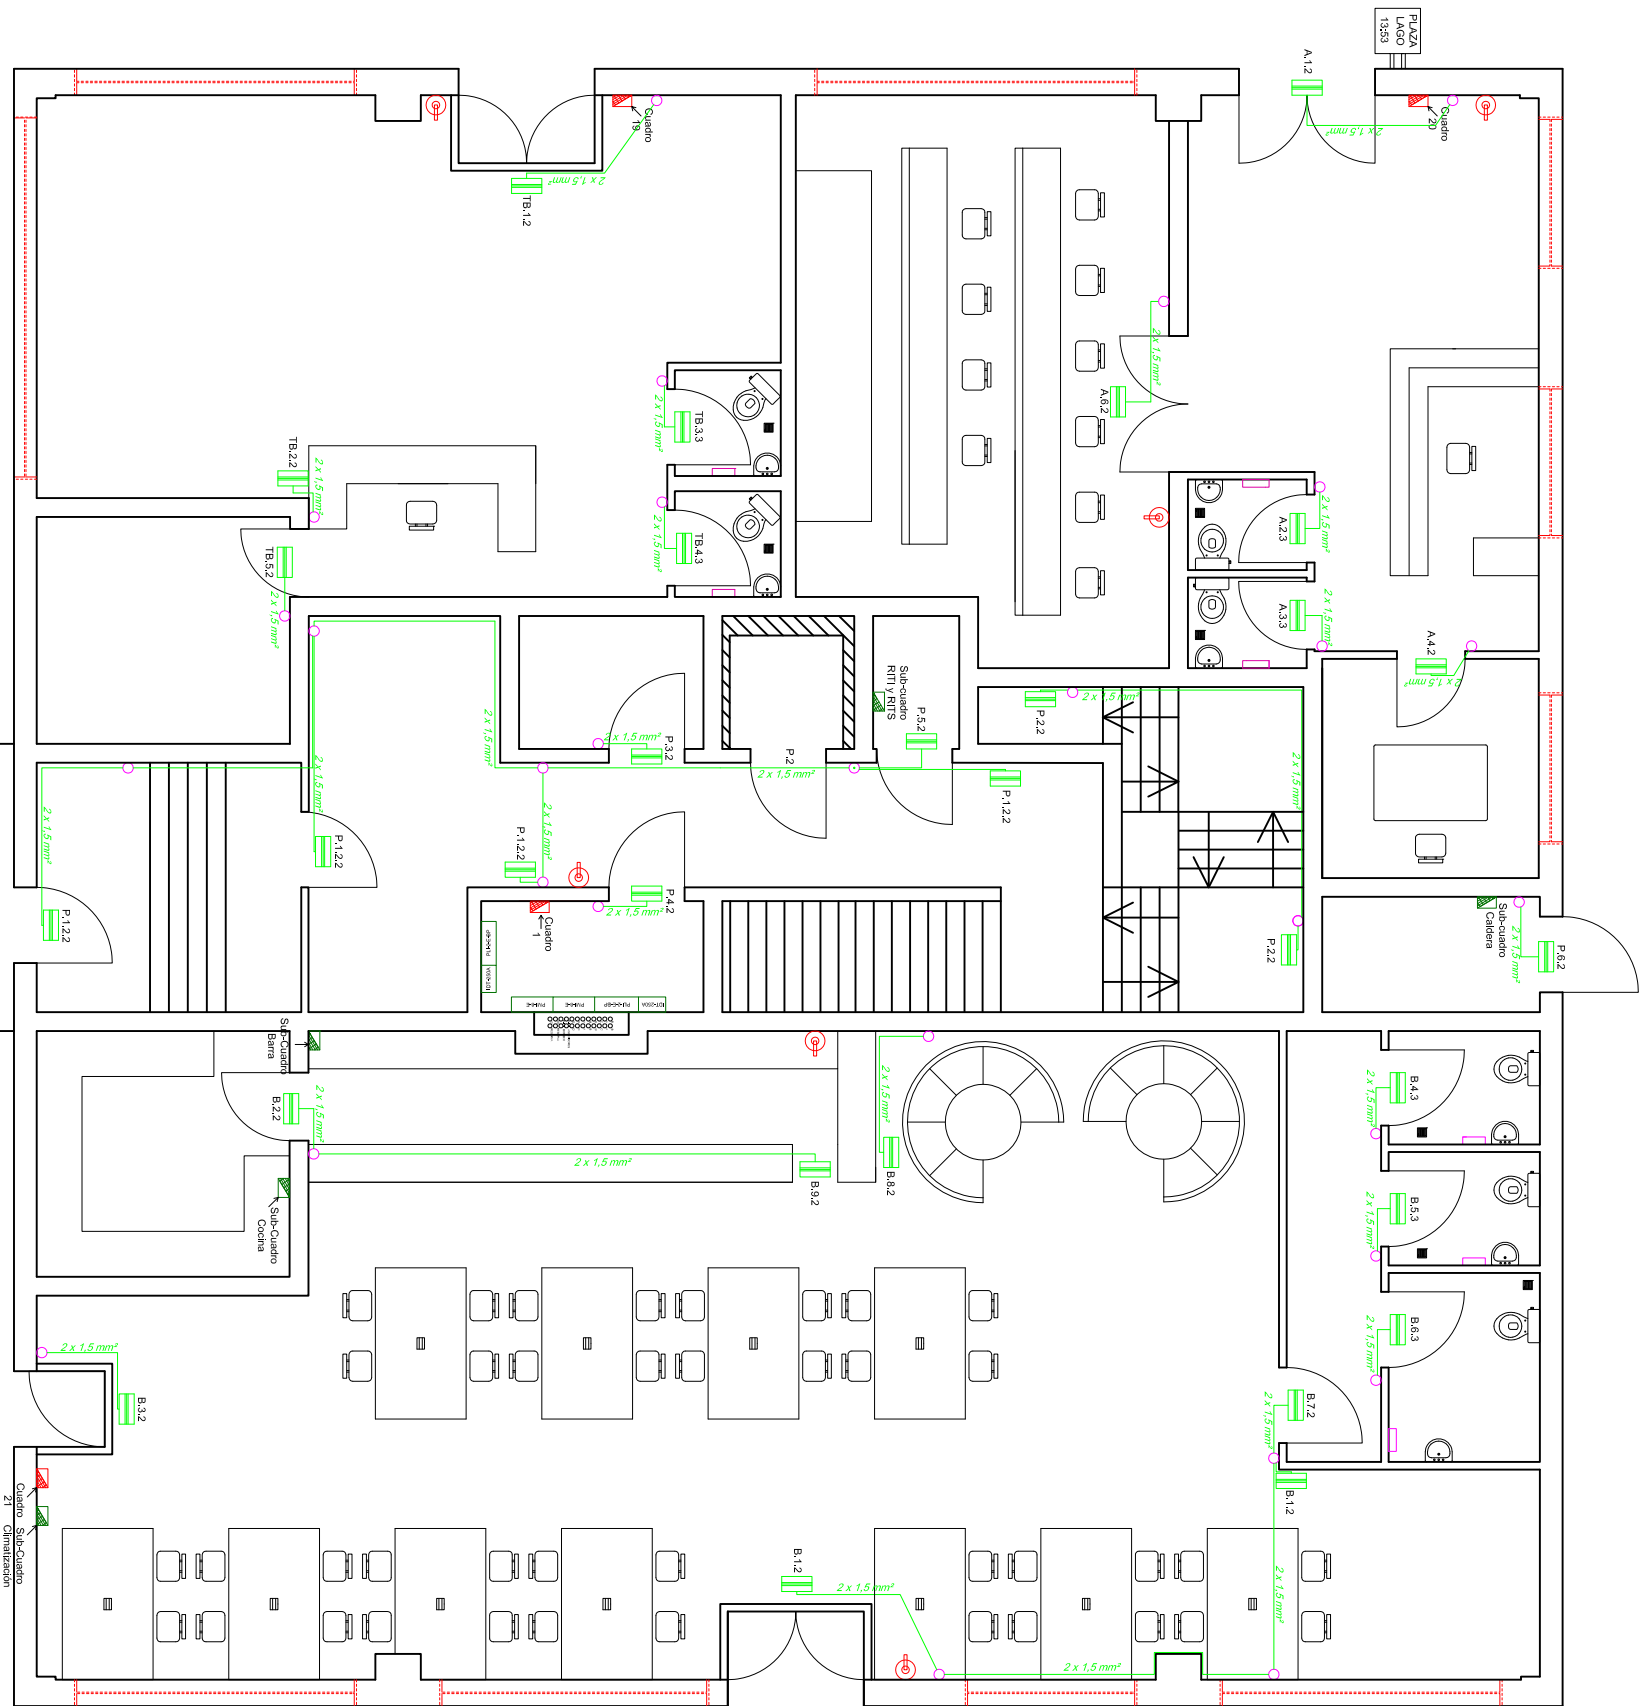 PLAZA
LAGO
13:53
A.1.2
Cuadro
20
2 x 1,5 mm²
Cuadro
19
2 x 1,5 mm²
TB.1.2
2 x 1,5 mm²
A.6.2
TB.3.3
2 x 1,5 mm²
TB.2.2
2 x 1,5 mm²
TB.4.3
2 x 1,5 mm²
A.2.3
2 x 1,5 mm²
TB.5.2
2 x 1,5 mm²
A.3.3
2 x 1,5 mm²
A.4.2
2 x 1,5 mm²
Sub-cuadro
RITI y RITS
P.5.2
P.2.2
2 x 1,5 mm²
2 x 1,5 mm²
2 x 1,5 mm²
P.3.2
P.2
2 x 1,5 mm²
P.1.2.2
2 x 1,5 mm²
2 x 1,5 mm²
2 x 1,5 mm²
P.1.2.2
2 x 1,5 mm²
P.1.2.2
P.4.2
2 x 1,5 mm²
Cuadro
1
P.1.2.2
P.2.2
Sub-cuadro
Caldera
2 x 1,5 mm²
P.6.2
Sub-Cuadro
Barra
B.2.2
2 x 1,5 mm²
2 x 1,5 mm²
B.9.2
B.8.2
2 x 1,5 mm²
B.4.3
2 x 1,5 mm²
Sub-Cuadro
Cocina
B.5.3
2 x 1,5 mm²
B.6.3
2 x 1,5 mm²
2 x 1,5 mm²
B.3.2
B.7.2
2 x 1,5 mm²
B.1.2
Cuadro
21
Sub-Cuadro
Climatización
B.1.2
2 x 1,5 mm²
2 x 1,5 mm²
2 x 1,5 mm²